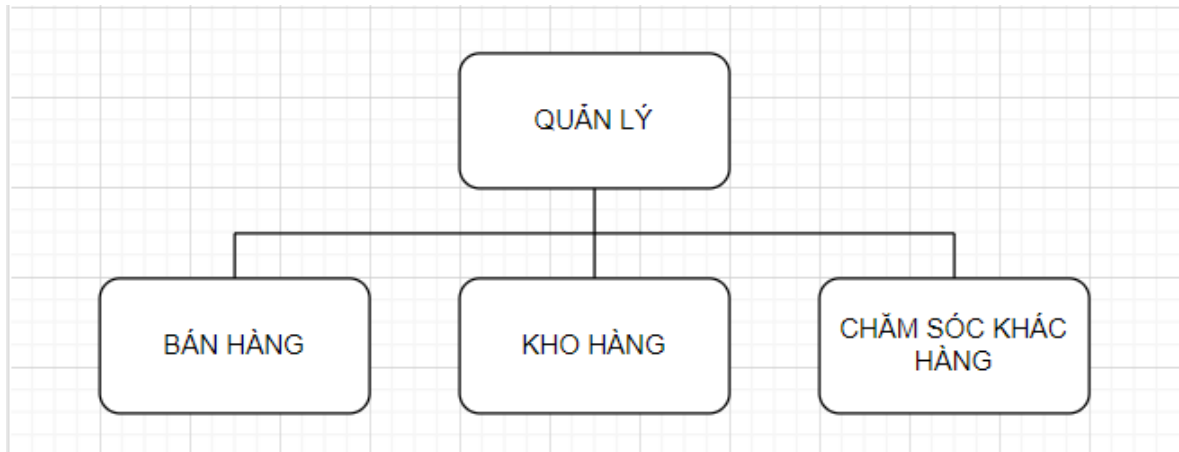 QUẢN LÝ
BÁN HÀNG
KHO HÀNG
CHĂM SÓC KHÁC
HÀNG